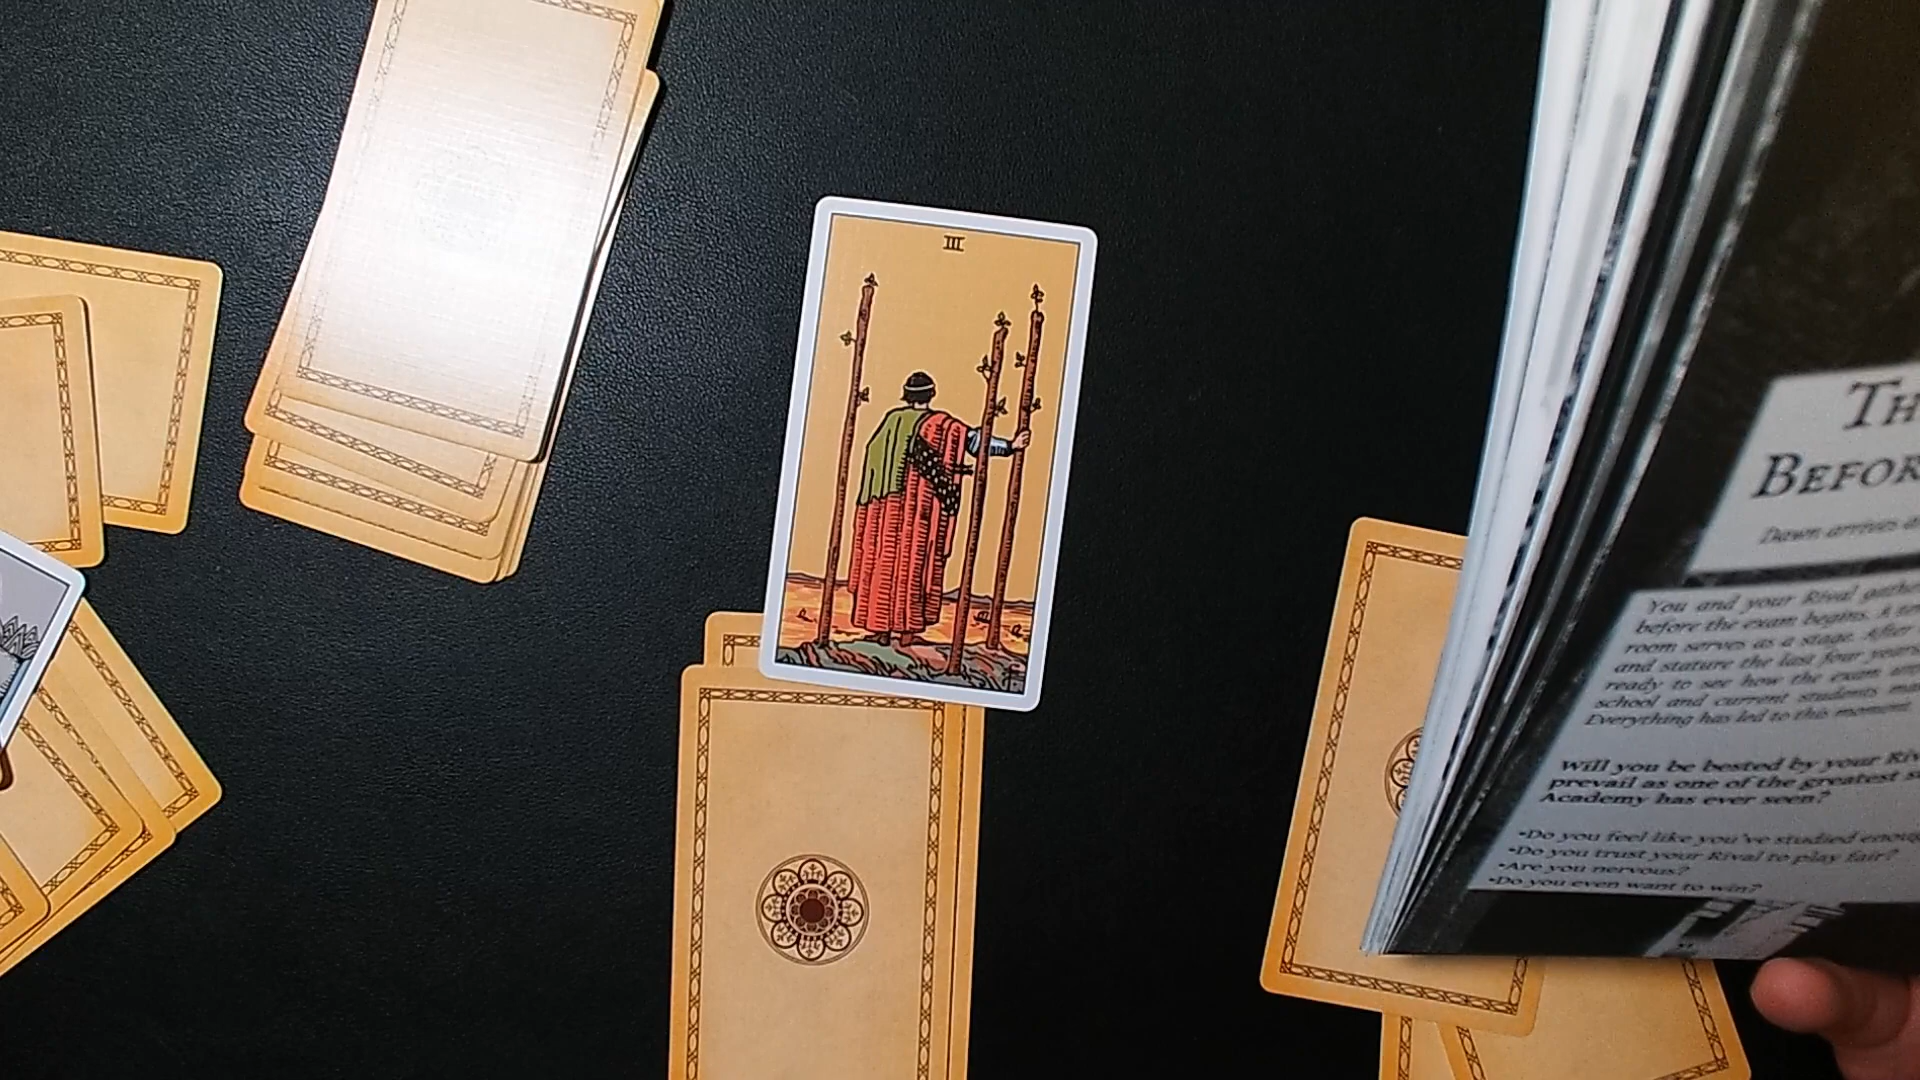 III
Th
Befor
Dawn arrives
You and your Rival
before the exam begins. A
room serves as a stage. After
and stature the last four years
ready to see how the exam
school and current students
Everything has led to this moment.
Will you be bested by your
prevail as one of the greatest
Academy has ever seen?
•Do you feel like you've studied
•Do you trust your Rival to play fair?
•Are you nervous?
•Do you even want to win?